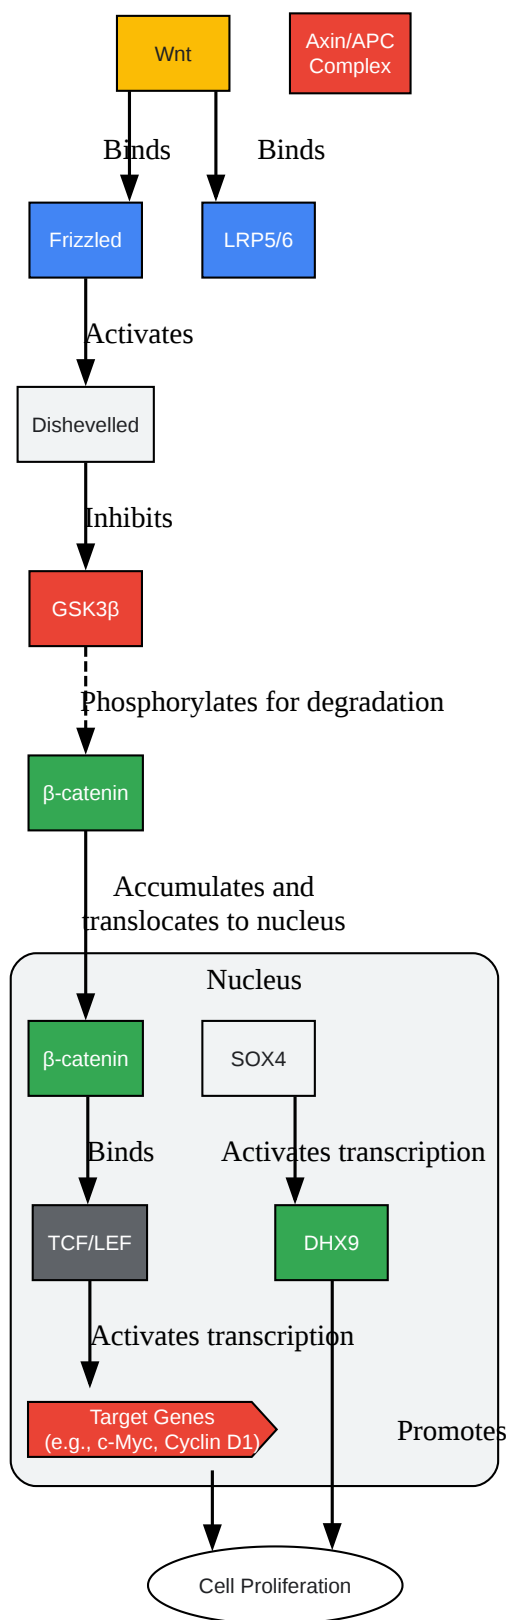 Wnt
Axin/APC
Complex
Binds
Binds
Frizzled
LRP5/6
Activates
Dishevelled
Inhibits
GSK3β
Phosphorylates for degradation
β-catenin
Accumulates and
translocates to nucleus
Nucleus
β-catenin
SOX4
Binds
Activates transcription
TCF/LEF
DHX9
Activates transcription
Target Genes
(e.g., c-Myc, Cyclin D1)
Promotes
Cell Proliferation